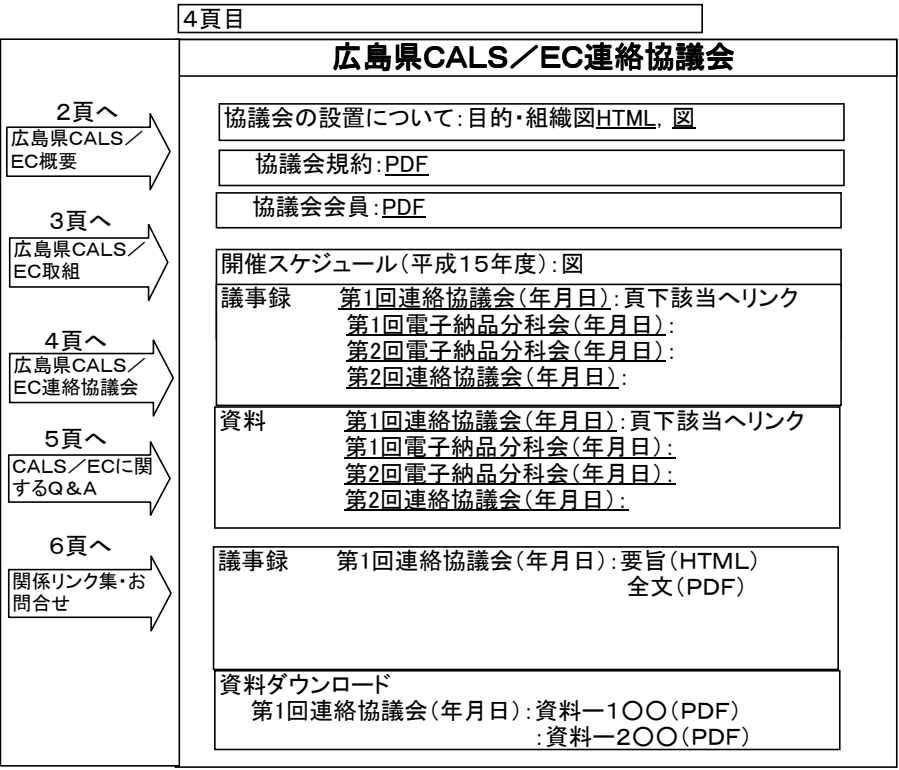 ４頁目
広島県CALS／EC連絡協議会
２頁へ
広島県CALS／
EC概要
３頁へ
広島県CALS／
EC取組
４頁へ
広島県CALS／
EC連絡協議会
５頁へ
CALS／ECに関
するQ＆A
６頁へ
関係リンク集・お
問合せ
協議会の設置について：目的・組織図HTML，図
協議会規約：PDF
協議会会員：PDF
開催スケジュール（平成１５年度）：図
議事録　第1回連絡協議会（年月日）：頁下該当へリンク
第1回電子納品分科会（年月日）：
第2回電子納品分科会（年月日）：
第2回連絡協議会（年月日）：
資料　第1回連絡協議会（年月日）：頁下該当へリンク
第1回電子納品分科会（年月日）：
第2回電子納品分科会（年月日）：
第2回連絡協議会（年月日）：
議事録　第1回連絡協議会（年月日）：要旨（HTML）
全文（PDF）
資料ダウンロード
第1回連絡協議会（年月日）：資料ー１〇〇（PDF）
：資料ー２〇〇（PDF）